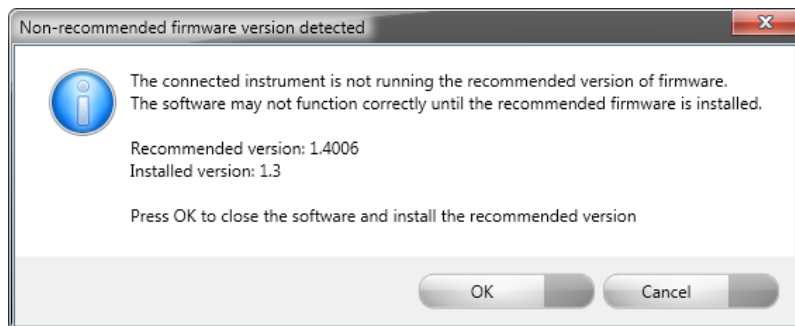 Non-recommended firmware version detected
The connected instrument is not running the recommended version of firmware.
The software may not function correctly until the recommended firmware is installed.
Recommended version: 1.4006
Installed version: 1.3
Press OK to close the software and install the recommended version
OK
Cancel